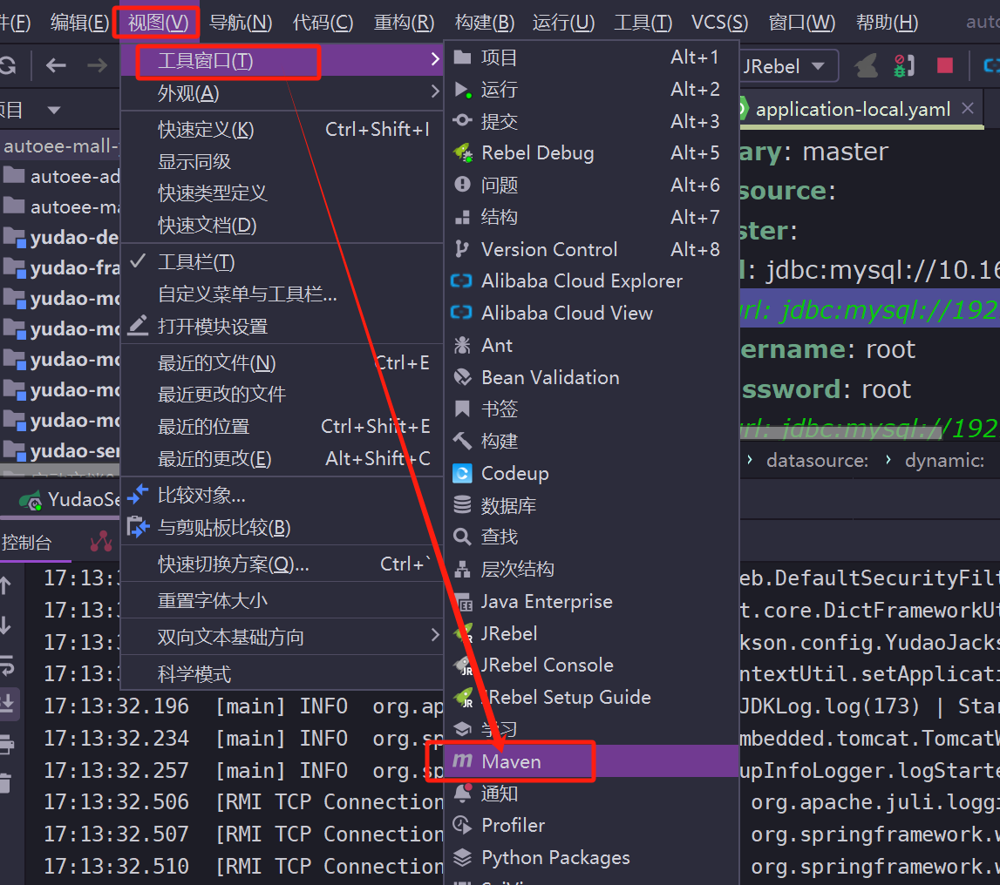 件(F) 编辑(E) 视图(V) 导航(N) 代码(C) 重构(R) 构建(B) 运行(U) 工具(T) VCS(S) 窗口(W) 帮助(H)
工具窗口(T)
外观(A)
快速定义(K) Ctrl+Shift+I
显示同级
快速类型定义
快速文档(D)
工具栏(T)
自定义菜单与工具栏...
打开模块设置
最近的文件(N) Ctrl+E
最近更改的文件
最近的位置 Ctrl+Shift+E
最近的更改(E) Alt+Shift+C
比较对象...
与剪贴板比较(B)
快速切换方案(Q)... Ctrl+`
重置字体大小
双向文本基础方向
科学模式
项目 Alt+1
运行 Alt+2
提交 Alt+3
Rebel Debug Alt+5
问题 Alt+6
结构 Alt+7
Version Control Alt+8
Alibaba Cloud Explorer
Alibaba Cloud View
Ant
Bean Validation
书签
构建
Codeup
数据库
查找
层次结构
Java Enterprise
JRebel
JRebel Console
JRebel Setup Guide
学习
Maven
通知
Profiler
Python Packages
项目
autoee-mall-
autoee-ad
autoee-ma
yudao-de
yudao-fra
yudao-mo
yudao-mo
yudao-mo
yudao-mo
yudao-mo
yudao-ser
YudaoSe
控制台
JRebel
application-local.yaml
ary: master
source:
ster:
l: jdbc:mysql://10.16
url: jdbc:mysql://192
ername: root
ssword: root
url: jdbc:mysql://192
datasource: › dynamic:
17:13:3 eb.DefaultSecurityFilt
17:13:3 t.core.DictFrameworkUt
17:13:3 kson.config.YudaoJacks
17:13:3 ntextUtil.setApplicati
17:13:32.196 [main] INFO org.ap JDKLog.log(173) | Star
17:13:32.234 [main] INFO org.sp mbedded.tomcat.TomcatW
17:13:32.257 [main] INFO org.sp upInfoLogger.logStarte
17:13:32.506 [RMI TCP Connection org.apache.juli.loggi
17:13:32.507 [RMI TCP Connection org.springframework.w
17:13:32.510 [RMI TCP Connection org.springframework.w